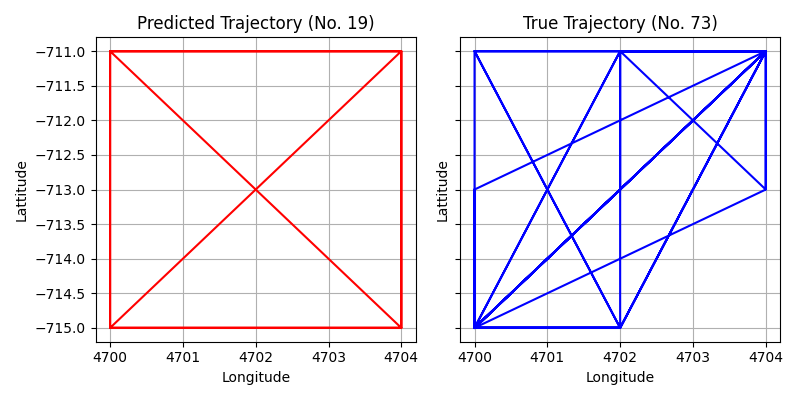 Predicted Trajectory (No. 19)
True Trajectory (No. 73)
−711.0
−711.5
−712.0
−712.5
−713.0
−713.5
−714.0
−714.5
−715.0
Lattitude
Lattitude
4700 4701 4702 4703 4704
4700 4701 4702 4703 4704
Longitude
Longitude